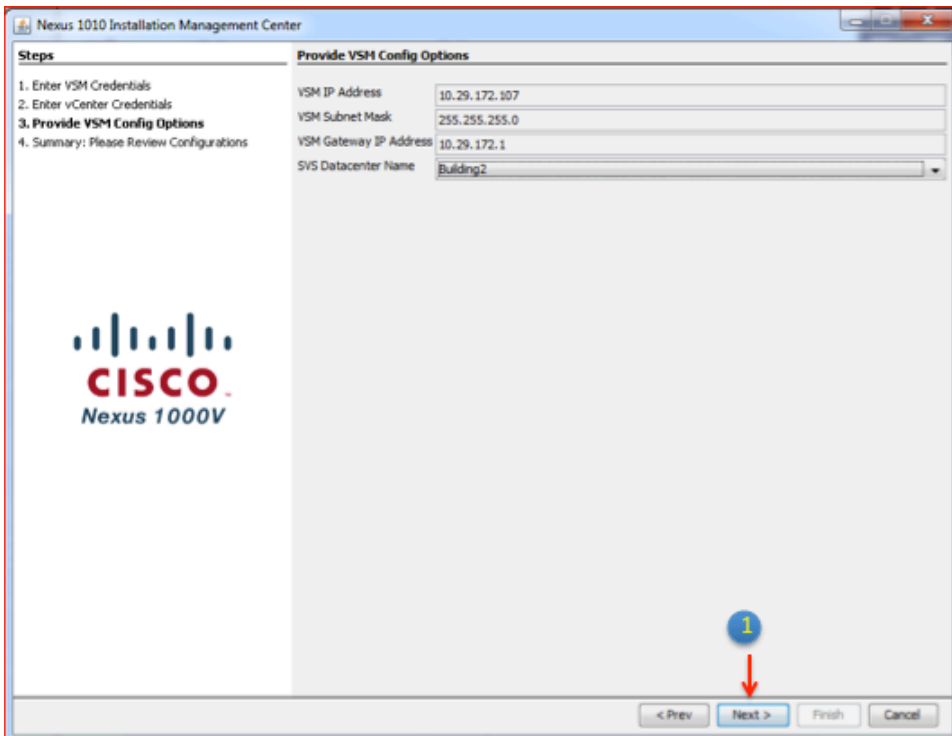 Nexus 1010 Installation Management Center
Steps
1. Enter VSM Credentials
2. Enter vCenter Credentials
3. Provide VSM Config Options
4. Summary: Please Review Configurations
CISCO™
Nexus 1000V
Provide VSM Config Options
VSM IP Address 10.29.172.107
VSM Subnet Mask 255.255.255.0
VSM Gateway IP Address 10.29.172.1
SVS Datacenter Name Building2
1
< Prev Next > Finish Cancel